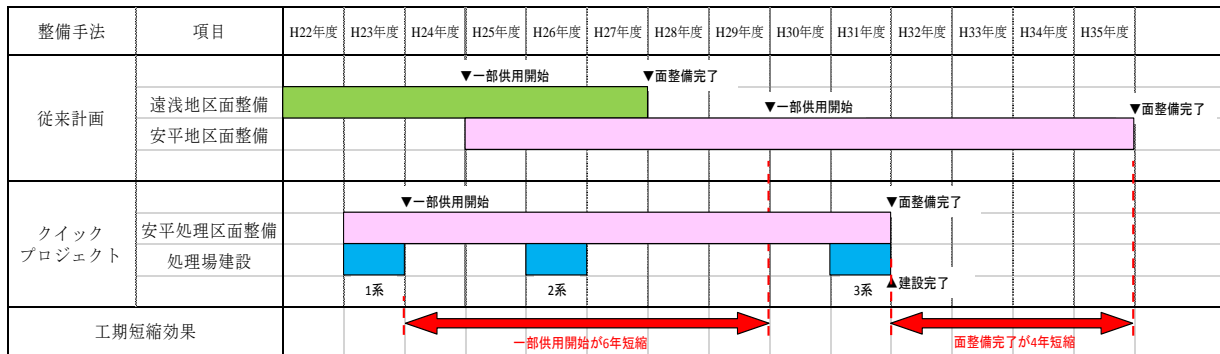 整備手法 項目 H22年度 H23年度 H24年度 H25年度 H26年度 H27年度 H28年度 H29年度 H30年度 H31年度 H32年度 H33年度 H34年度 H35年度
▼一部供用開始 ▼面整備完了
従来計画
遠浅地区面整備 ▼一部供用開始 ▼面整備完了
安平地区面整備
▼一部供用開始 ▼面整備完了
クイック
プロジェクト
安平処理区面整備
処理場建設
1系 2系 3系 ▲建設完了
工期短縮効果
一部供用開始が6年短縮 面整備完了が4年短縮